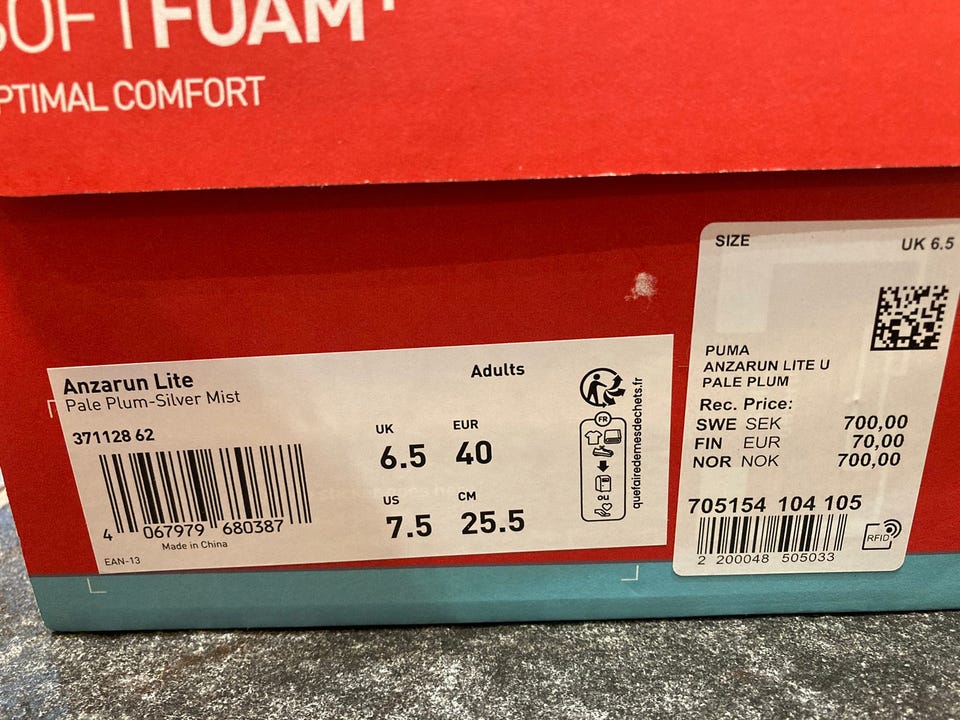 SOFTFOAM+
OPTIMAL COMFORT
Anzarun Lite
Pale Plum-Silver Mist
Adults
371128 62
UK
6.5
EUR
40
US
7.5
CM
25.5
4 067979 680387
Made in China
EAN-13
FR
OU
quefairedemesdechets.fr
SIZE UK 6.5
PUMA
ANZARUN LITE U
PALE PLUM
Rec. Price:
SWE SEK 700,00
FIN EUR 70,00
NOR NOK 700,00
705154 104 105
2 200048 505033
RFID